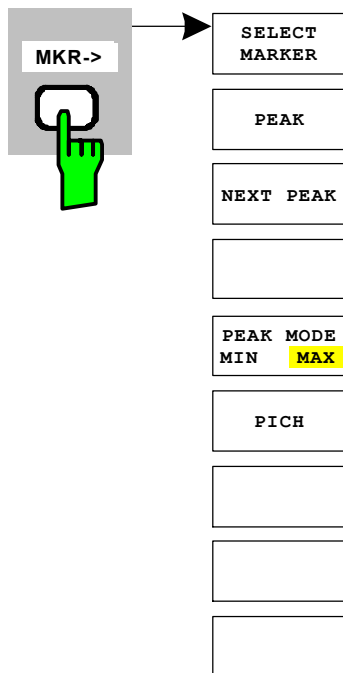 MKR->
SELECT
MARKER
PEAK
NEXT PEAK
PEAK MODE
MIN MAX
PICH